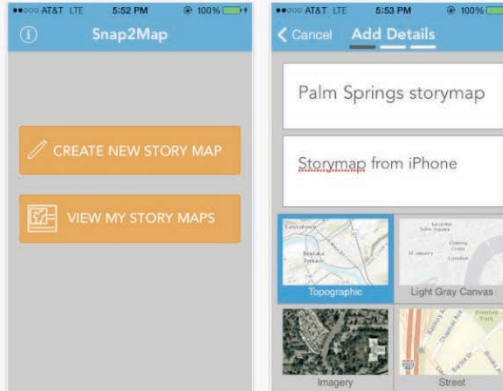 AT&T LTE 5:52 PM 100%
Snap2Map
CREATE NEW STORY MAP
VIEW MY STORY MAPS
AT&T LTE 5:53 PM 100%
Cancel Add Details
Palm Springs storymap
Storymap from iPhone
Topographic
Light Gray Canvas
Imagery
Street